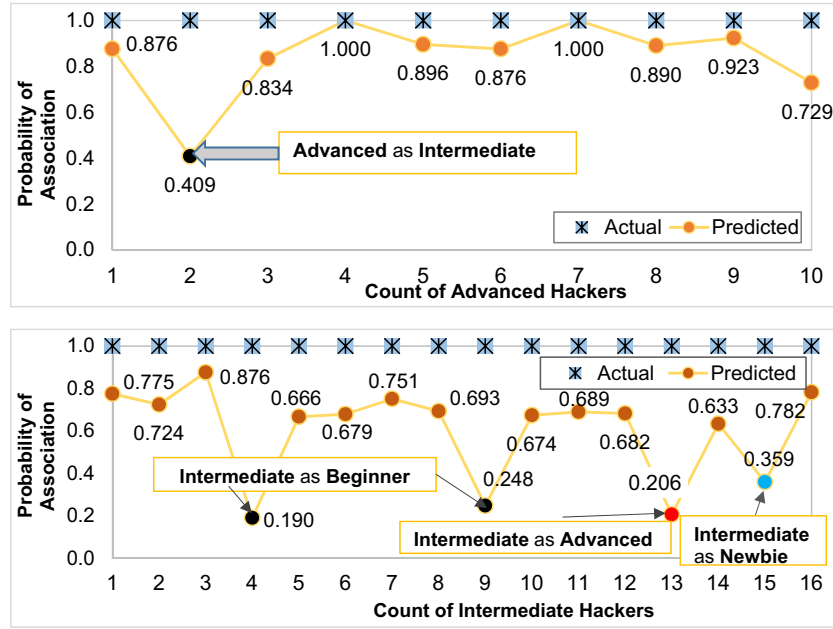 Probability of
Association
1.0
0.8
0.6
0.4
0.2
0.0
0.876
0.409
0.834
1.000
0.896
0.876
1.000
0.890
0.923
0.729
Advanced as Intermediate
Actual
Predicted
1 2 3 4 5 6 7 8 9 10
Count of Advanced Hackers
Probability of
Association
1.0
0.8
0.6
0.4
0.2
0.0
0.775
0.724
0.876
0.190
0.666
0.679
0.751
0.693
0.248
0.674
0.689
0.682
0.206
0.633
0.359
0.782
Actual
Predicted
Intermediate as Beginner
Intermediate as Advanced
Intermediate
as Newbie
1 2 3 4 5 6 7 8 9 10 11 12 13 14 15 16
Count of Intermediate Hackers